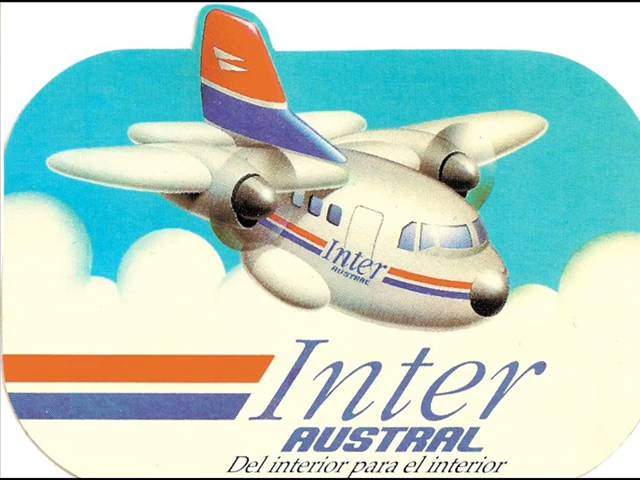 Inter
AUSTRAL
Inter
AUSTRAL
Del interior para el interior